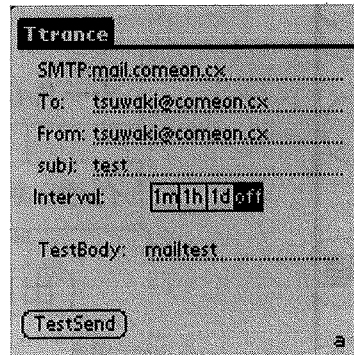 Ttrance
SMTP:mail.comeon.cx
To: tsuwaki@comeon.cx
From: tsuwaki@comeon.cx
subj: test
Interval: 1m 1h 1d off
TestBody: mailtest
TestSend
a